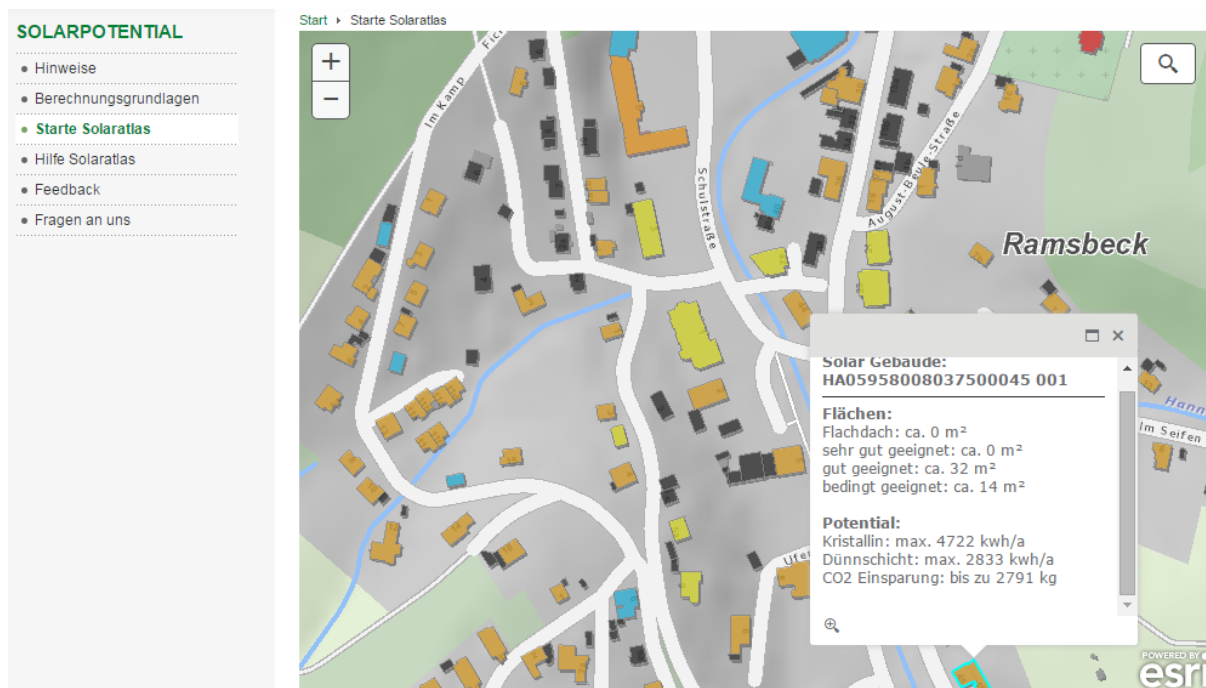 SOLARPOTENTIAL
Hinweise
Berechnungsgrundlagen
Starte Solaratlas
Hilfe Solaratlas
Feedback
Fragen an uns
Start ▸ Starte Solaratlas
+
−
Im Kamp
Schulstraße
August-Beule-Straße
Ramsbeck
Im Seifen
Solar Gebäude:
HA05958008037500045 001
Flächen:
Flachdach: ca. 0 m²
sehr gut geeignet: ca. 0 m²
gut geeignet: ca. 32 m²
bedingt geeignet: ca. 14 m²
Potential:
Kristallin: max. 4722 kwh/a
Dünnschicht: max. 2833 kwh/a
CO2 Einsparung: bis zu 2791 kg
POWERED BY
esri